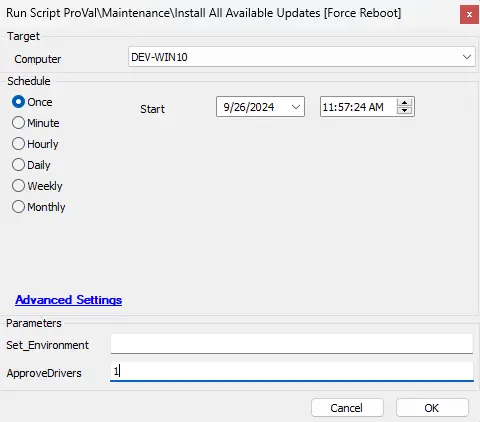 Run Script ProVal\Maintenance\Install All Available Updates [Force Reboot]
x
Target
Computer DEV-WIN10
Schedule
Once Start 9/26/2024 11:57:24 AM
Minute
Hourly
Daily
Weekly
Monthly
Advanced Settings
Parameters
Set_Environment
ApproveDrivers 1
Cancel OK